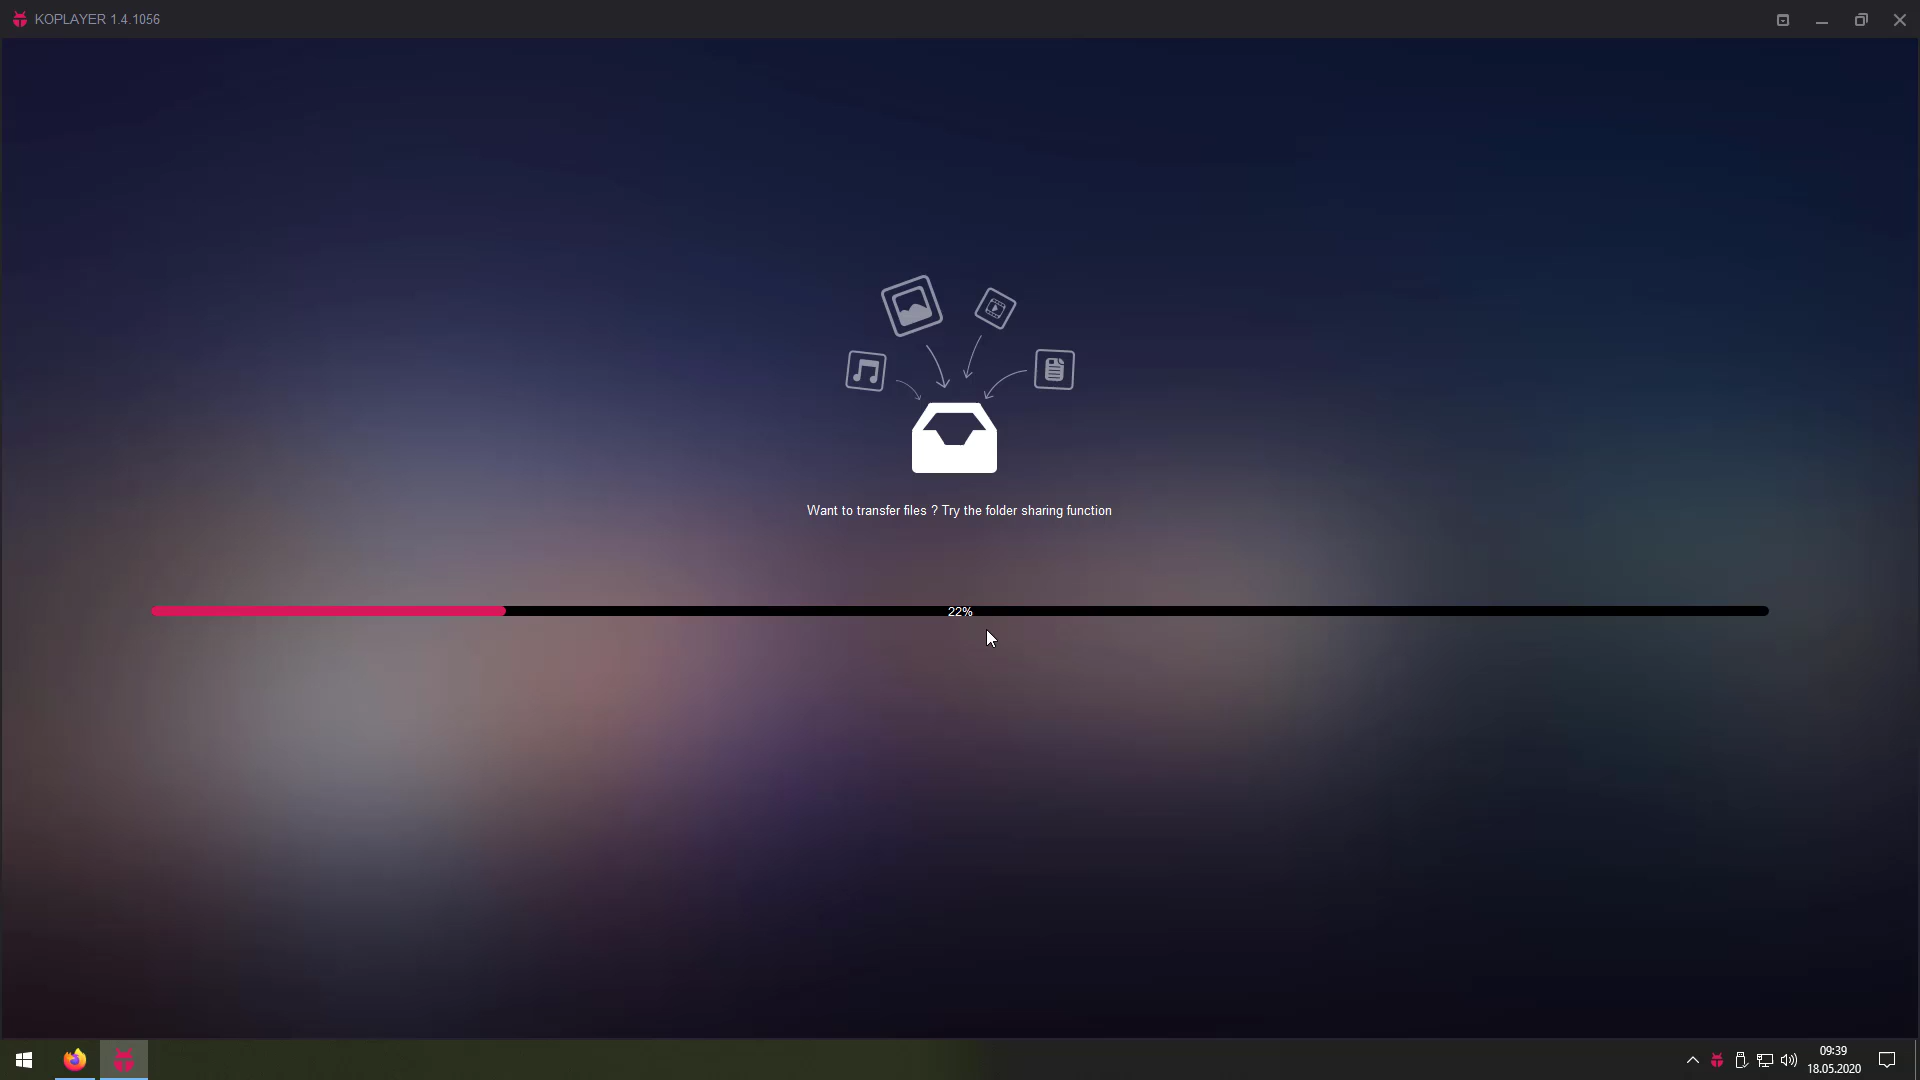 KOPLAYER 1.4.1056
Want to transfer files ? Try the folder sharing function
22%
09:39
18.05.2020